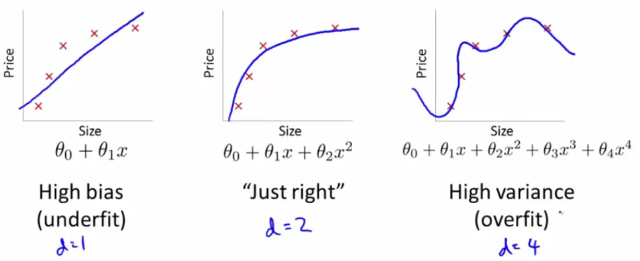 Price
Size
θ₀ + θ₁x
High bias
(underfit)
d=1
Price
Size
θ₀ + θ₁x + θ₂x²
“Just right”
d=2
Price
Size
θ₀ + θ₁x + θ₂x² + θ₃x³ + θ₄x⁴
High variance
(overfit)
d=4